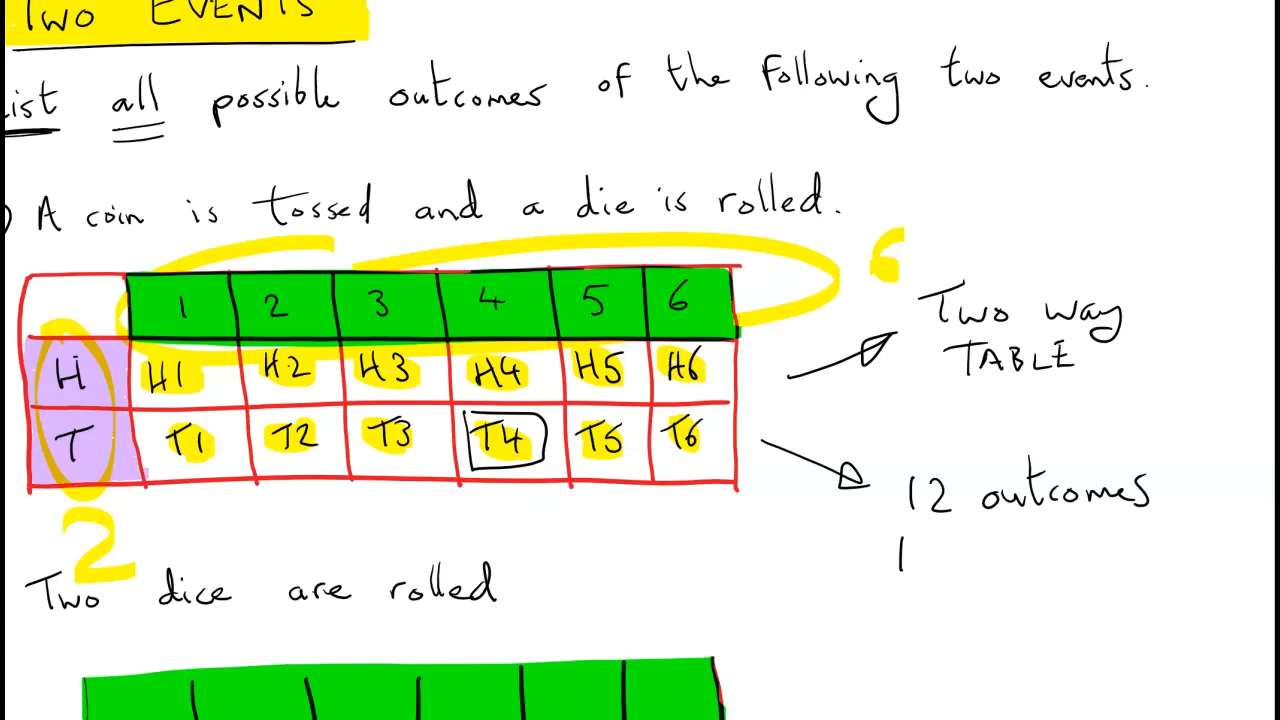 TWO EVENTS
List all possible outcomes of the following two events.
) A coin is tossed and a die is rolled.
6
1 2 3 4 5 6
H H1 H2 H3 H4 H5 H6
T T1 T2 T3 T4 T5 T6
Two way
TABLE
12 outcomes
1
2
Two dice are rolled